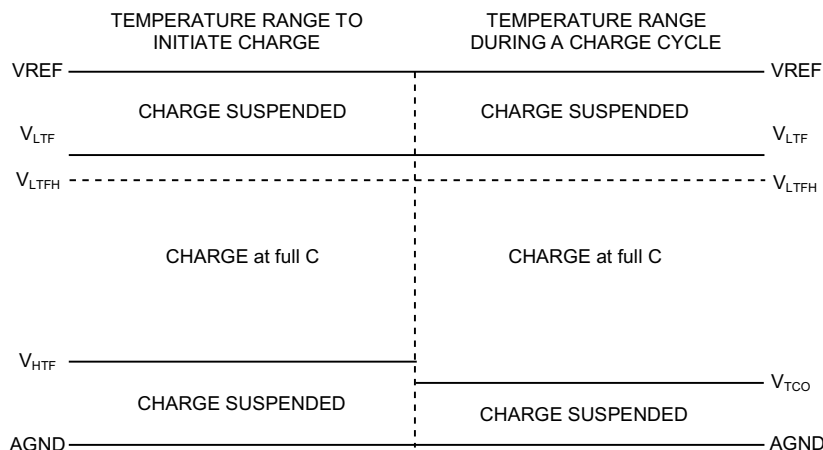 TEMPERATURE RANGE TO
INITIATE CHARGE
TEMPERATURE RANGE
DURING A CHARGE CYCLE
VREF
VREF
CHARGE SUSPENDED
CHARGE SUSPENDED
VLTF
VLTF
VLTFH
VLTFH
CHARGE at full C
CHARGE at full C
VHTF
VTCO
CHARGE SUSPENDED
CHARGE SUSPENDED
AGND
AGND